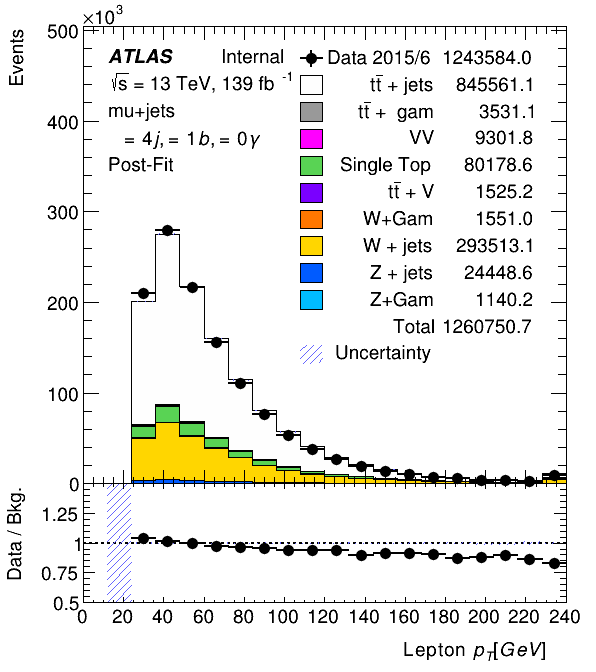 ×10³
Events
500
400
300
200
100
0
ATLAS Internal
√s = 13 TeV, 139 fb⁻¹
mu+jets
= 4j, = 1b, = 0γ
Post-Fit
Data 2015/6 1243584.0
tt̄ + jets 845561.1
tt̄ + gam 3531.1
VV 9301.8
Single Top 80178.6
tt̄ + V 1525.2
W+Gam 1551.0
W + jets 293513.1
Z + jets 24448.6
Z+Gam 1140.2
Total 1260750.7
Uncertainty
Data / Bkg.
1.25
1
0.75
0.5
0 20 40 60 80 100 120 140 160 180 200 220 240
Lepton p_T[GeV]